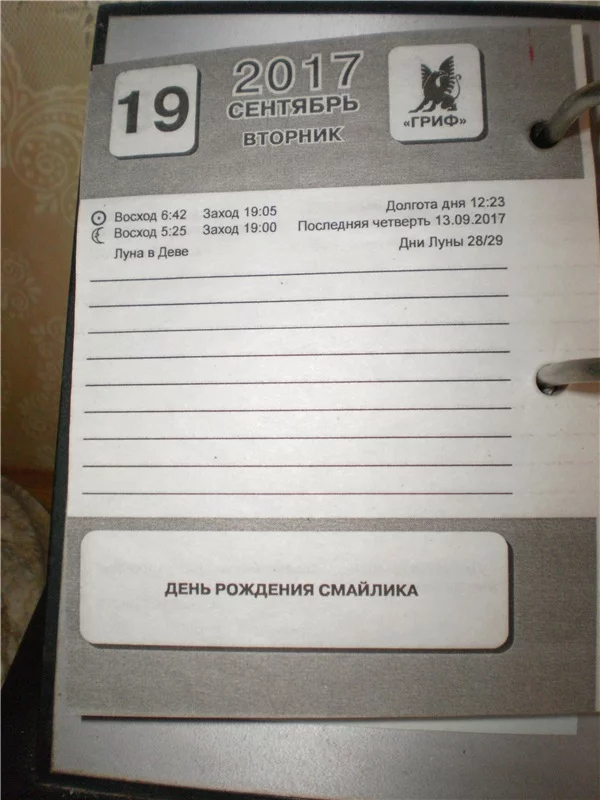 19
2017
СЕНТЯБРЬ
ВТОРНИК
«ГРИФ»
Восход 6:42 Заход 19:05 Долгота дня 12:23
Восход 5:25 Заход 19:00 Последняя четверть 13.09.2017
Луна в Деве Дни Луны 28/29
ДЕНЬ РОЖДЕНИЯ СМАЙЛИКА